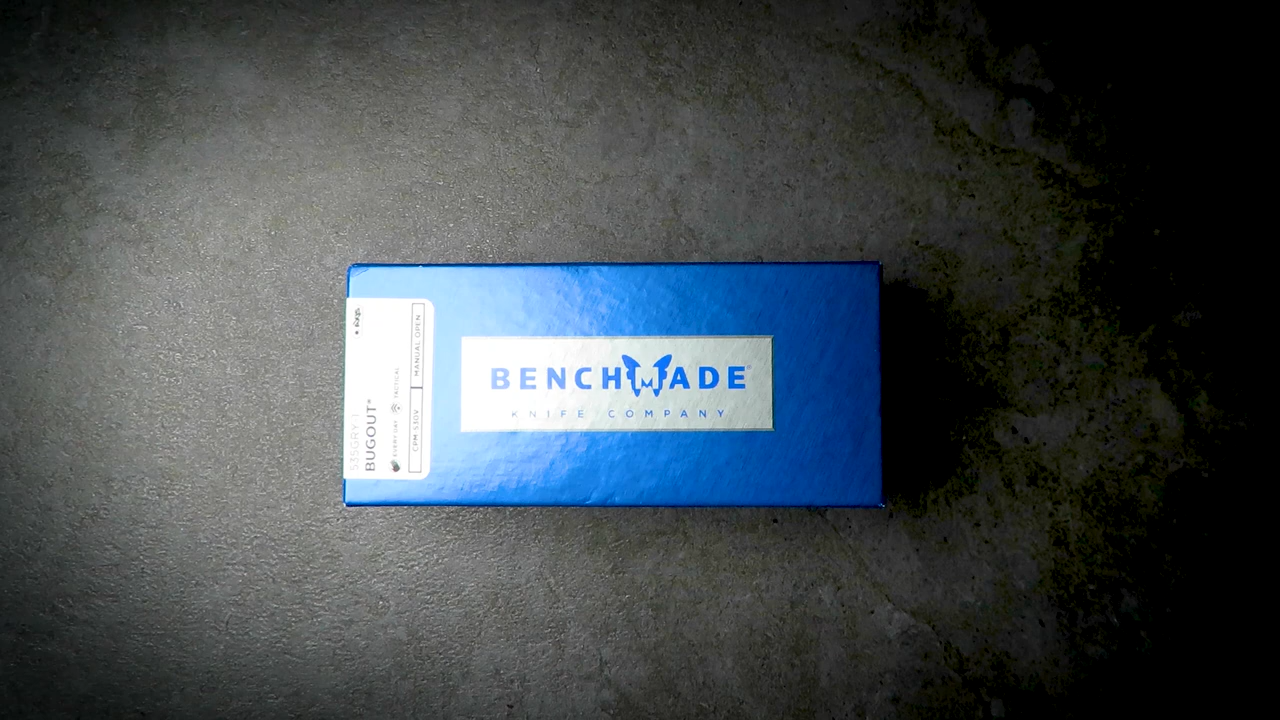 BENCHMADE®
KNIFE COMPANY
535GRY-1
BUGOUT®
EVERYDAY TACTICAL
CPM-S30V MANUAL OPEN